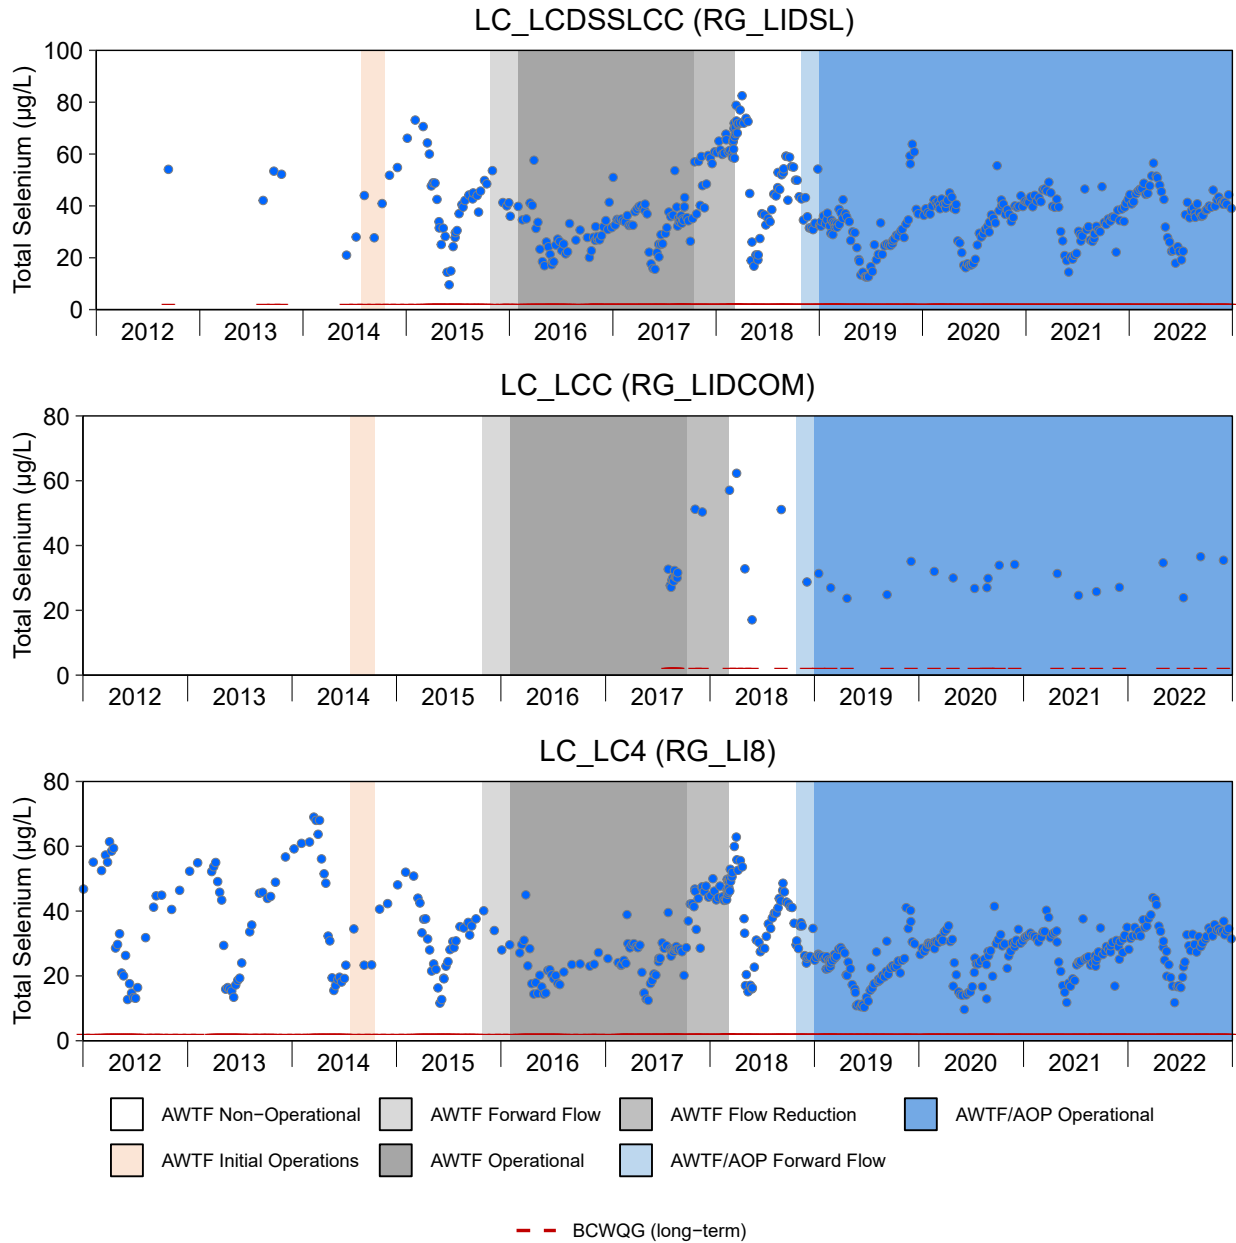 LC_LCDSSLCC (RG_LIDSL)
Total Selenium (µg/L)
100
80
60
40
20
0
2012 2013 2014 2015 2016 2017 2018 2019 2020 2021 2022
LC_LCC (RG_LIDCOM)
Total Selenium (µg/L)
80
60
40
20
0
2012 2013 2014 2015 2016 2017 2018 2019 2020 2021 2022
LC_LC4 (RG_LI8)
Total Selenium (µg/L)
80
60
40
20
0
2012 2013 2014 2015 2016 2017 2018 2019 2020 2021 2022
AWTF Non−Operational AWTF Forward Flow AWTF Flow Reduction AWTF/AOP Operational
AWTF Initial Operations AWTF Operational AWTF/AOP Forward Flow
BCWQG (long−term)